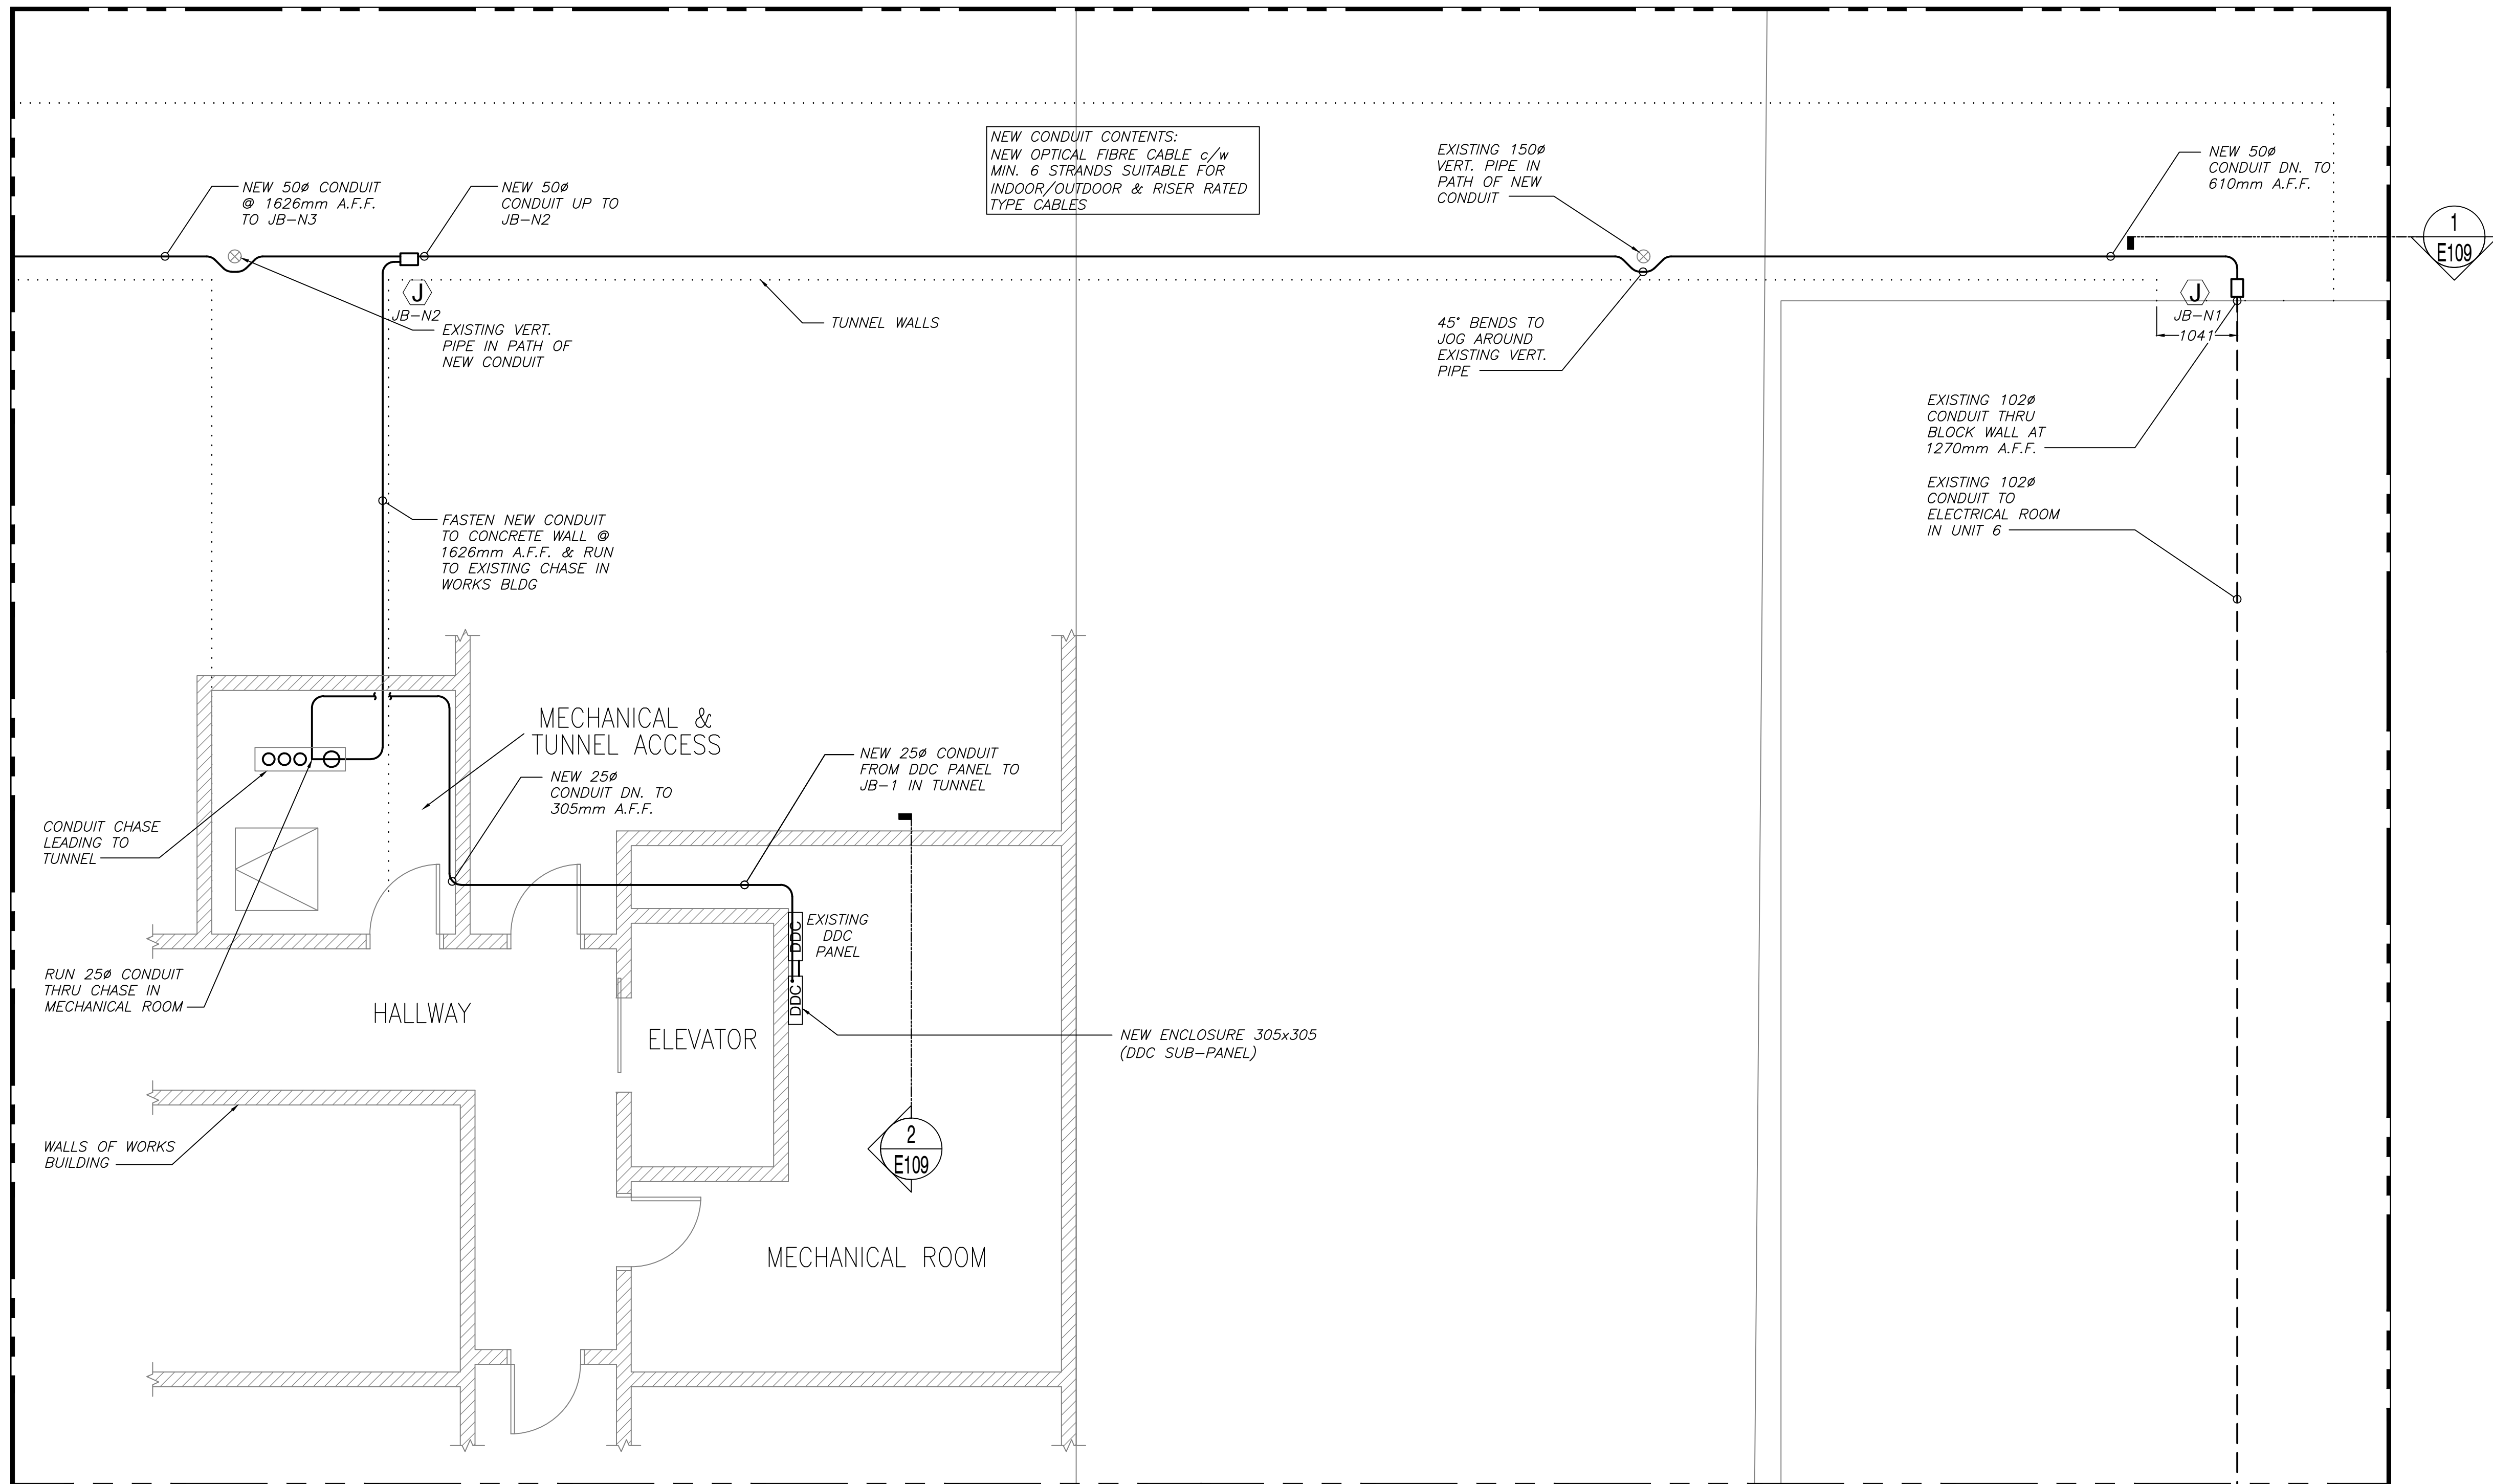 NEW CONDUIT CONTENTS:
NEW OPTICAL FIBRE CABLE c/w
MIN. 6 STRANDS SUITABLE FOR
INDOOR/OUTDOOR & RISER RATED
TYPE CABLES
EXISTING 150ø
VERT. PIPE IN
PATH OF NEW
CONDUIT
NEW 50ø
CONDUIT DN. TO
610mm A.F.F.
NEW 50ø CONDUIT
@ 1626mm A.F.F.
TO JB-N3
NEW 50ø
CONDUIT UP TO
JB-N2
1
E109
J
JB-N2
EXISTING VERT.
PIPE IN PATH OF
NEW CONDUIT
TUNNEL WALLS
45° BENDS TO
JOG AROUND
EXISTING VERT.
PIPE
J
JB-N1
1041
EXISTING 102ø
CONDUIT THRU
BLOCK WALL AT
1270mm A.F.F.
EXISTING 102ø
CONDUIT TO
ELECTRICAL ROOM
IN UNIT 6
FASTEN NEW CONDUIT
TO CONCRETE WALL @
1626mm A.F.F. & RUN
TO EXISTING CHASE IN
WORKS BLDG
MECHANICAL &
TUNNEL ACCESS
NEW 25ø
CONDUIT DN. TO
305mm A.F.F.
NEW 25ø CONDUIT
FROM DDC PANEL TO
JB-1 IN TUNNEL
CONDUIT CHASE
LEADING TO
TUNNEL
DDC
EXISTING
DDC
PANEL
RUN 25ø CONDUIT
THRU CHASE IN
MECHANICAL ROOM
HALLWAY
ELEVATOR
DDC
NEW ENCLOSURE 305x305
(DDC SUB-PANEL)
WALLS OF WORKS
BUILDING
2
E109
MECHANICAL ROOM